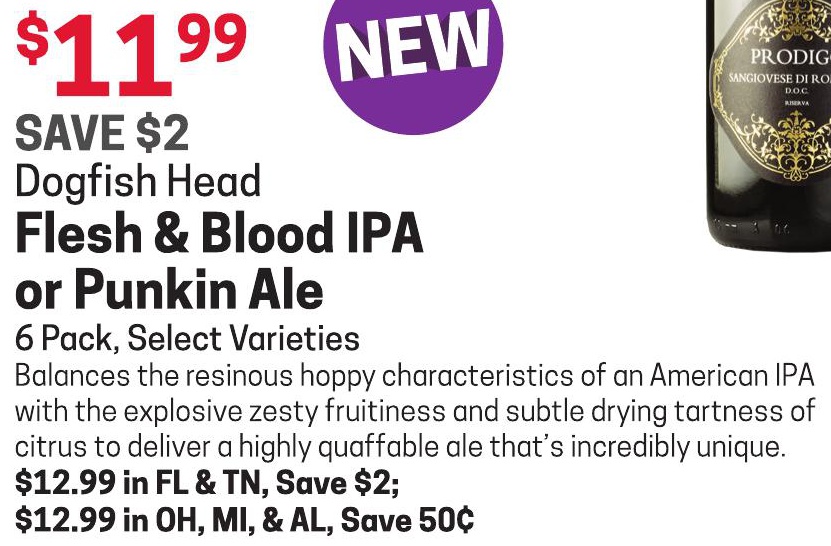 $11.99
NEW
SAVE $2
Dogfish Head
Flesh & Blood IPA
or Punkin Ale
6 Pack, Select Varieties
Balances the resinous hoppy characteristics of an American IPA
with the explosive zesty fruitiness and subtle drying tartness of
citrus to deliver a highly quaffable ale that's incredibly unique.
$12.99 in FL & TN, Save $2;
$12.99 in OH, MI, & AL, Save 50¢
PRODIG
SANGIOVESE DI RO
D.O.C.
RISERVA